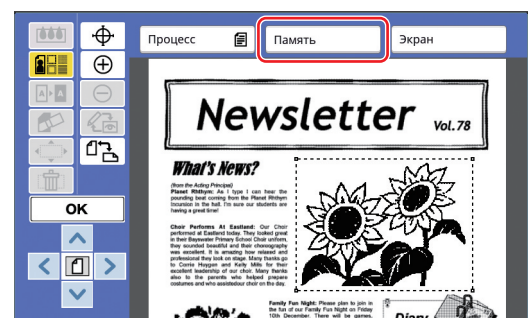 Процесс
Память
Экран
A
A
OK
Newsletter
Vol.78
What's News?
(from the Acting Principal)
Planet Rhthym: As I type I can hear the
pounding beat coming from the Planet Rhthym
Incursion in the hall. I'm sure our students are
having a great time!
Choir Performs At Eastland: Our Choir
performed at Eastland today. They looked great
in their Bayswater Primary School Choir uniform,
they sounded beautiful and their choreography
was excellent. It is amazing how relaxed and
professional they look on stage. Many thanks go
to Corrie Haygen and Kelly Mills for their
excellent leadership of our choir. Many thanks
also to the parents who helped prepare
costumes and who assistedour choir on the day.
Family Fun Night: Please plan to join in
the fun of our Family Fun Night on Friday
10th December. There will be games,
Diary